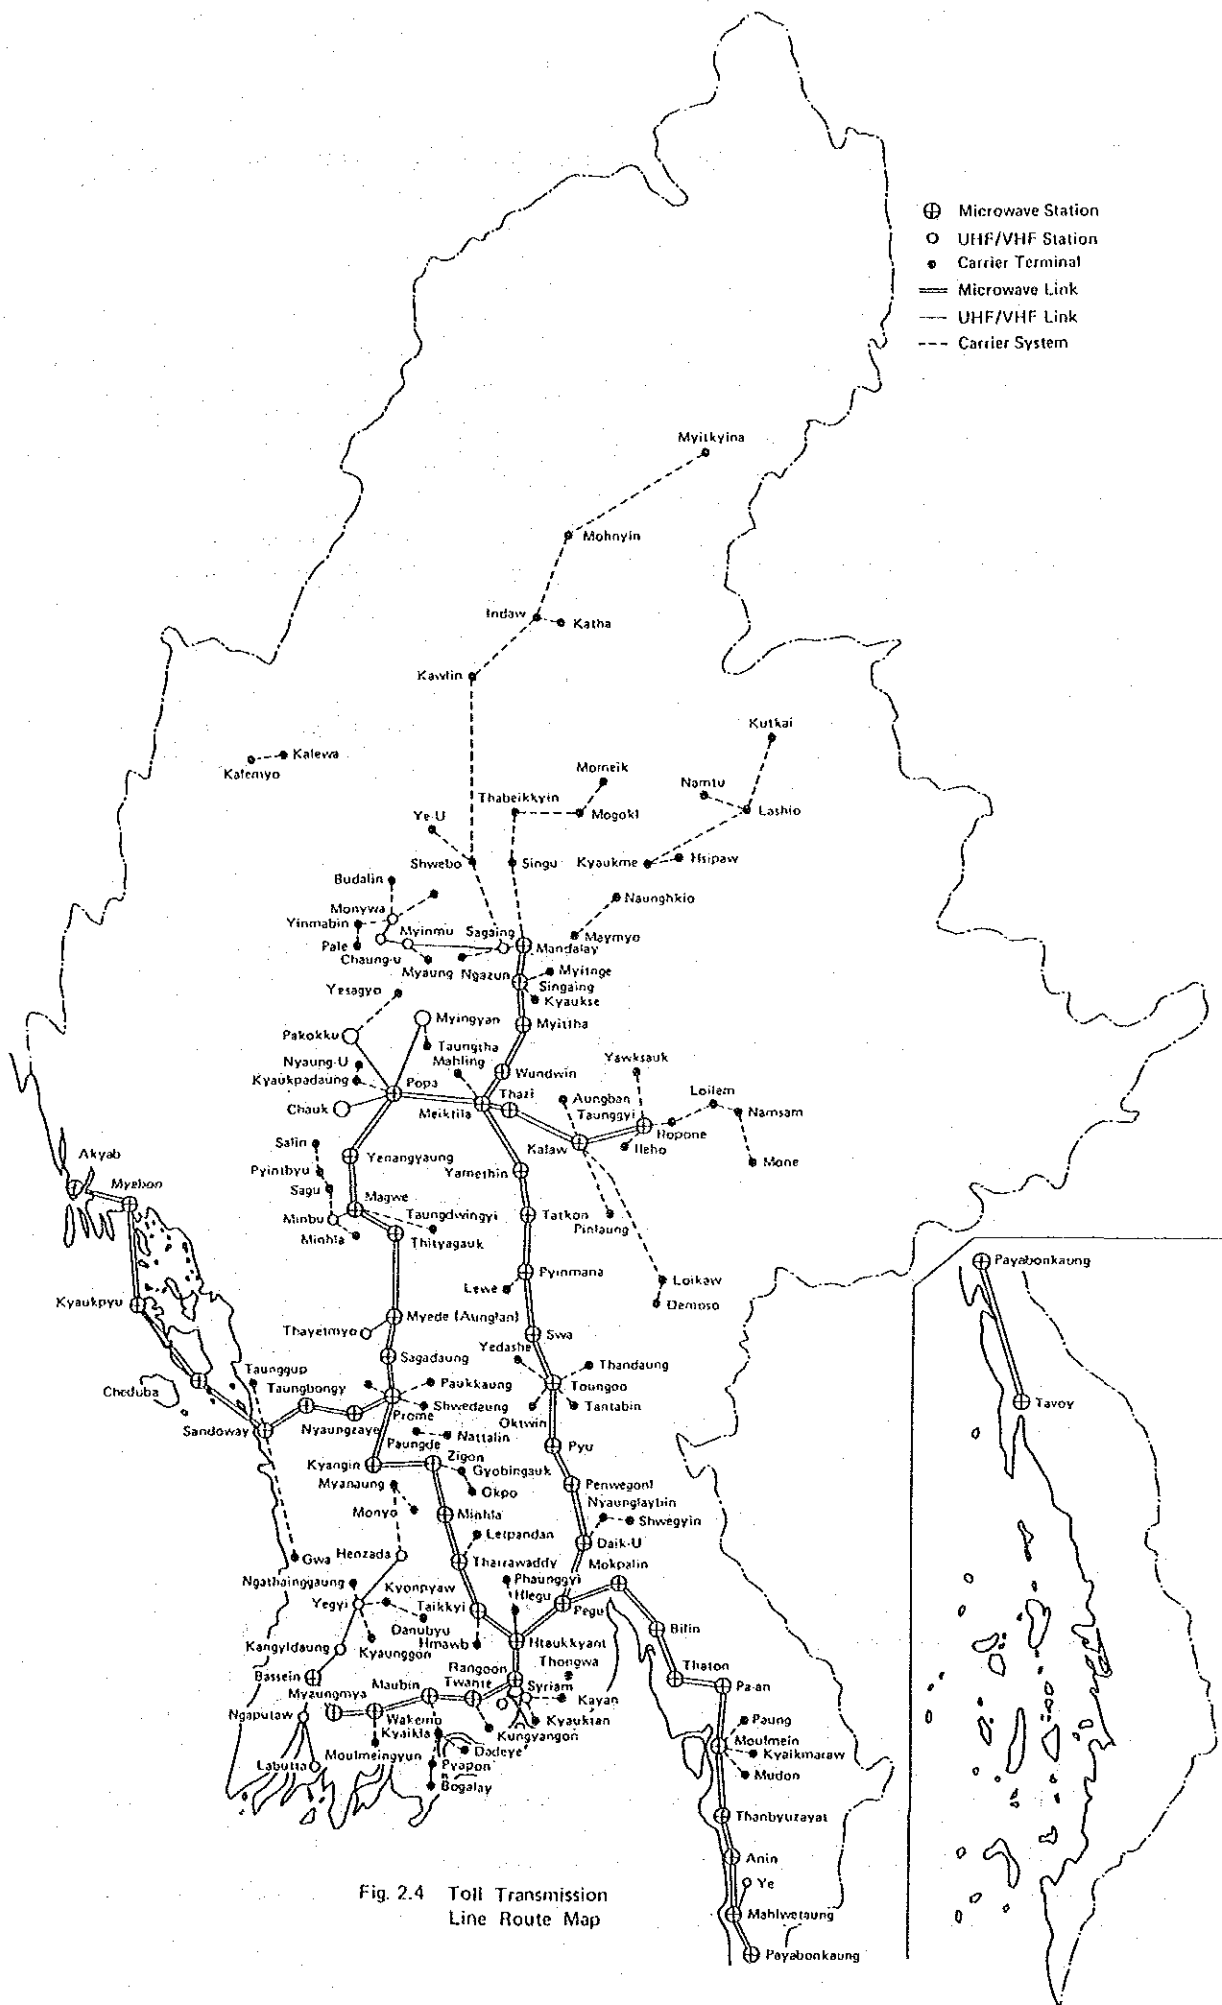 Microwave Station
UHF/VHF Station
Carrier Terminal
Microwave Link
UHF/VHF Link
Carrier System
Myitkyina
Mohnyin
Indaw
Katha
Kawlin
Kutkai
Kalewa
Kalemyo
Momeik
Namtu
Thabeikkyin
Mogok
Lashio
Ye-U
Shwebo
Singu
Kyaukme
Hsipaw
Budalin
Naunghkio
Monywa
Yinmabin
Myinmu
Sagaing
Maymyo
Pale
Mandalay
Chaung-u
Myaung
Ngazun
Myitnge
Singaing
Kyaukse
Yesagyo
Myingyan
Myittha
Pakokku
Taungtha
Mahling
Nyaung-U
Wundwin
Yawksauk
Kyaukpadaung
Popa
Thazi
Aungban
Loilem
Chauk
Meiktila
Taunggyi
Namsam
Hopone
Salin
Kalaw
Heho
Akyab
Yenangyaung
Mone
Pyintbyu
Yamethin
Myebon
Sagu
Magwe
Minbu
Taungdwingyi
Tatkon
Pinlaung
Minhla
Thityagauk
Payabonkaung
Pyinmana
Lewe
Loikaw
Kyaukpyu
Demoso
Myede (Aunglan)
Thayetmyo
Swa
Sagadaung
Yedashe
Taunggup
Thandaung
Cheduba
Taungbongy
Paukkaung
Toungoo
Tavoy
Shwedaung
Tantabin
Sandoway
Nyaungzaye
Prome
Oktwin
Nattalin
Paungde
Pyu
Kyangin
Zigon
Gyobingauk
Myanaung
Okpo
Penwegon
Nyaunglaybin
Monyo
Minhla
Shwegyin
Letpandan
Daik-U
Gwa
Henzada
Tharrawaddy
Mokpalin
Ngathaingyaung
Phaunggyi
Kyonpyaw
Hlegu
Yegyi
Taikkyi
Pegu
Danubyu
Bilin
Kangyidaung
Kyaunggon
Hmawb
Htaukkyant
Bassein
Rangoon
Thongwa
Thaton
Maubin
Twante
Syriam
Pa-an
Myaungmya
Kayan
Ngaputaw
Wakema
Kyauktan
Paung
Kyaikla
Kungyangon
Moulmein
Moulmeingyun
Dadeye
Kyaikmaraw
Labutta
Pyapon
Mudon
Bogalay
Thanbyuzayat
Anin
Ye
Fig. 2.4 Toll Transmission
Line Route Map
Mahlwetaung
Payabonkaung